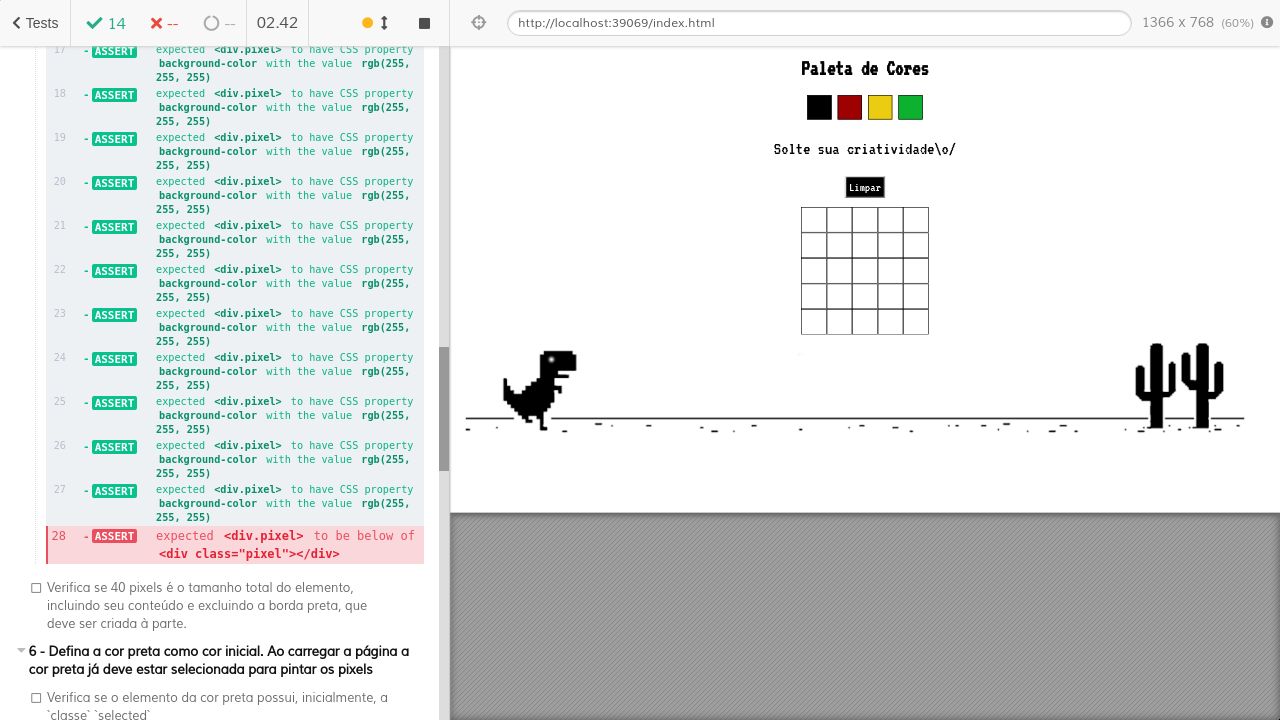 Tests
14
--
--
02.42
http://localhost:39069/index.html
1366 x 768 (60%)
17 - ASSERT expected <div.pixel> to have CSS property
background-color with the value rgb(255,
255, 255)
18 - ASSERT expected <div.pixel> to have CSS property
background-color with the value rgb(255,
255, 255)
19 - ASSERT expected <div.pixel> to have CSS property
background-color with the value rgb(255,
255, 255)
20 - ASSERT expected <div.pixel> to have CSS property
background-color with the value rgb(255,
255, 255)
21 - ASSERT expected <div.pixel> to have CSS property
background-color with the value rgb(255,
255, 255)
22 - ASSERT expected <div.pixel> to have CSS property
background-color with the value rgb(255,
255, 255)
23 - ASSERT expected <div.pixel> to have CSS property
background-color with the value rgb(255,
255, 255)
24 - ASSERT expected <div.pixel> to have CSS property
background-color with the value rgb(255,
255, 255)
25 - ASSERT expected <div.pixel> to have CSS property
background-color with the value rgb(255,
255, 255)
26 - ASSERT expected <div.pixel> to have CSS property
background-color with the value rgb(255,
255, 255)
27 - ASSERT expected <div.pixel> to have CSS property
background-color with the value rgb(255,
255, 255)
28 - ASSERT expected <div.pixel> to be below of
<div class="pixel"></div>
Verifica se 40 pixels é o tamanho total do elemento,
incluindo seu conteúdo e excluindo a borda preta, que
deve ser criada à parte.
6 - Defina a cor preta como cor inicial. Ao carregar a página a
cor preta já deve estar selecionada para pintar os pixels
Verifica se o elemento da cor preta possui, inicialmente, a
`classe` `selected`
Paleta de Cores
Solte sua criatividade\o/
Limpar